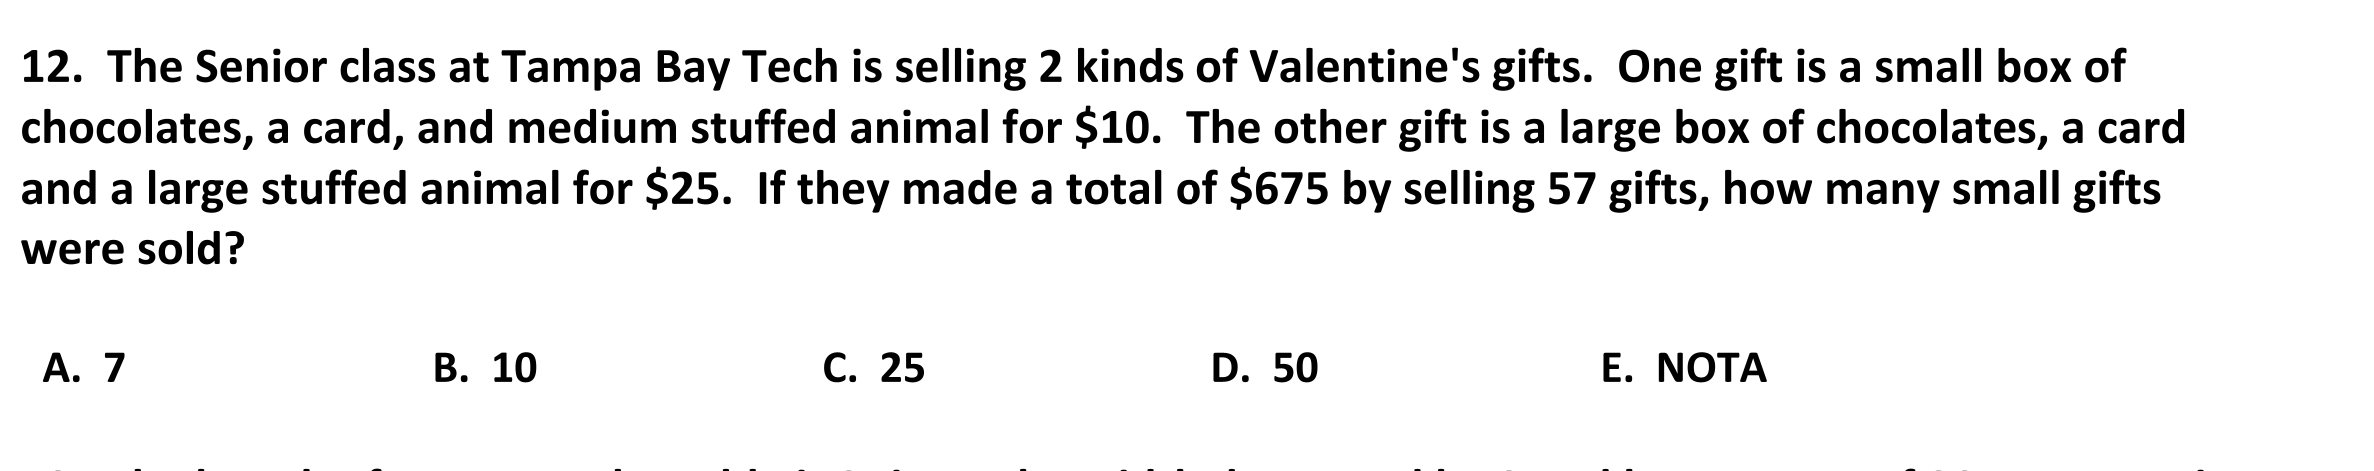 12.  The Senior class at Tampa Bay Tech is selling 2 kinds of Valentine's gifts.  One gift is a small box of
chocolates, a card, and medium stuffed animal for $10.  The other gift is a large box of chocolates, a card
and a large stuffed animal for $25.  If they made a total of $675 by selling 57 gifts, how many small gifts
were sold?
A.  7 B.  10 C.  25 D.  50 E.  NOTA